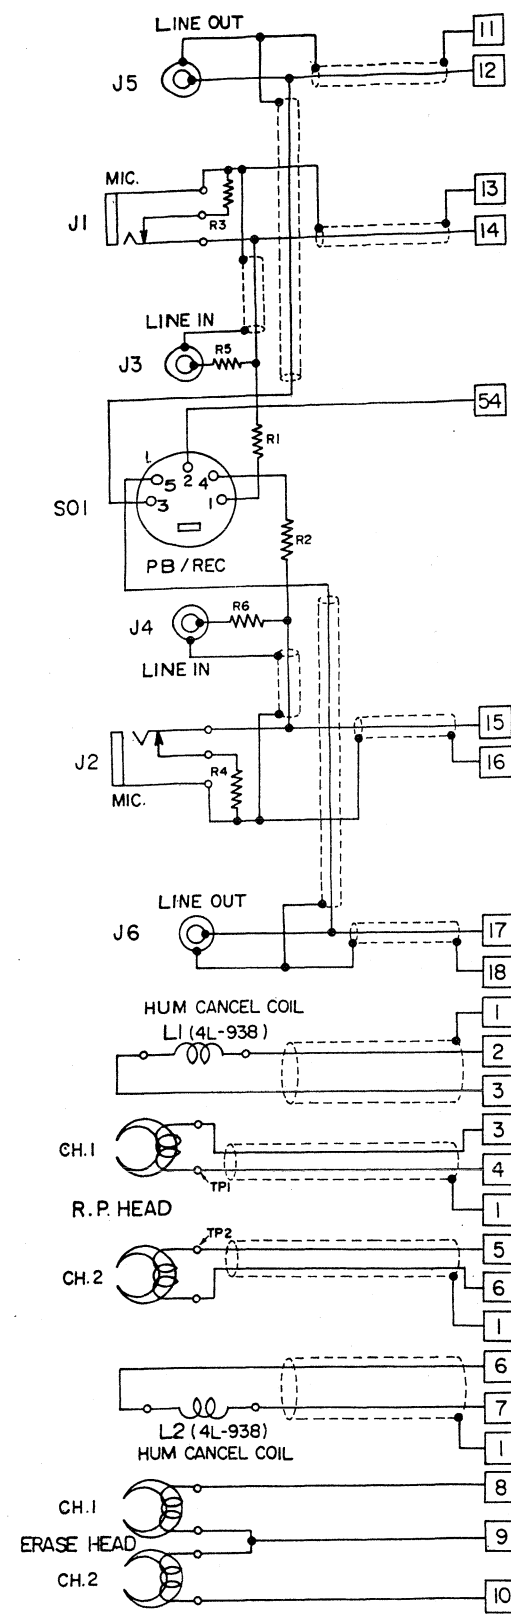 LINE OUT
11
J5
12
MIC.
13
J1
R3
14
LINE IN
J3
R5
54
R1
5 2 4
SO1
3 1
R2
PB/REC
R6
J4
LINE IN
15
J2
16
R4
MIC.
LINE OUT
J6
17
18
HUM CANCEL COIL
1
L1 (4L-938)
2
3
3
CH.1
4
TP1
R.P. HEAD
1
TP2
5
CH.2
6
1
6
7
L2 (4L-938)
HUM CANCEL COIL
1
8
CH.1
9
ERASE HEAD
CH.2
10